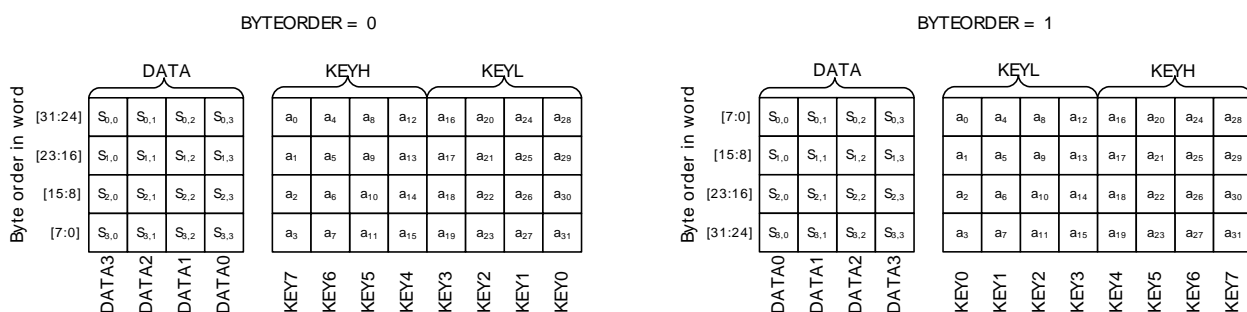 BYTEORDER = 0
DATA KEYH KEYL
Byte order in word
[31:24] S0,0 S0,1 S0,2 S0,3 a0 a4 a8 a12 a16 a20 a24 a28
[23:16] S1,0 S1,1 S1,2 S1,3 a1 a5 a9 a13 a17 a21 a25 a29
[15:8] S2,0 S2,1 S2,2 S2,3 a2 a6 a10 a14 a18 a22 a26 a30
[7:0] S3,0 S3,1 S3,2 S3,3 a3 a7 a11 a15 a19 a23 a27 a31
DATA3 DATA2 DATA1 DATA0 KEY7 KEY6 KEY5 KEY4 KEY3 KEY2 KEY1 KEY0
BYTEORDER = 1
DATA KEYL KEYH
Byte order in word
[7:0] S0,0 S0,1 S0,2 S0,3 a0 a4 a8 a12 a16 a20 a24 a28
[15:8] S1,0 S1,1 S1,2 S1,3 a1 a5 a9 a13 a17 a21 a25 a29
[23:16] S2,0 S2,1 S2,2 S2,3 a2 a6 a10 a14 a18 a22 a26 a30
[31:24] S3,0 S3,1 S3,2 S3,3 a3 a7 a11 a15 a19 a23 a27 a31
DATA0 DATA1 DATA2 DATA3 KEY0 KEY1 KEY2 KEY3 KEY4 KEY5 KEY6 KEY7